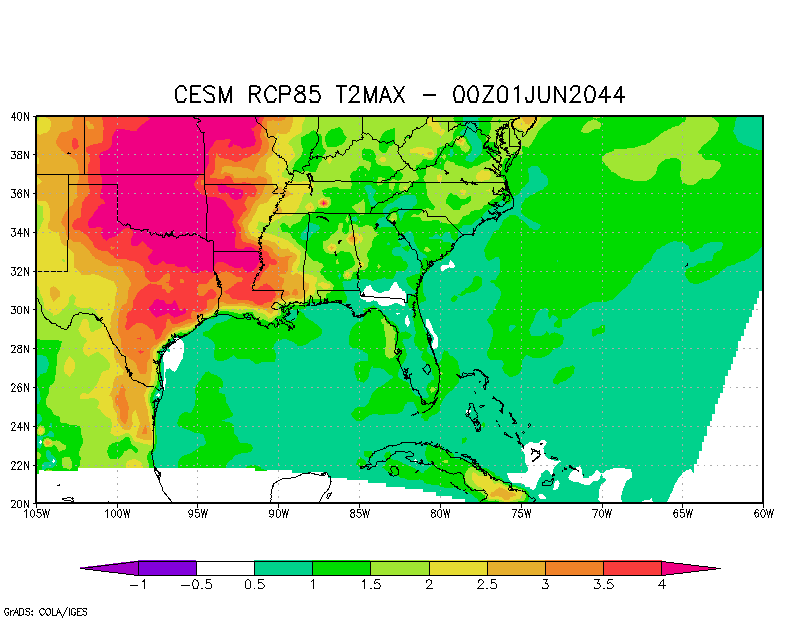 CESM RCP85 T2MAX - 00Z01JUN2044
40N
38N
36N
34N
32N
30N
28N
26N
24N
22N
20N
105W 100W 95W 90W 85W 80W 75W 70W 65W 60W
-1 -0.5 0.5 1 1.5 2 2.5 3 3.5 4
GrADS: COLA/IGES